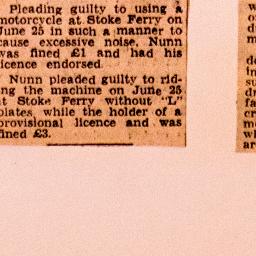 Pleading guilty to using a
motorcycle at Stoke Ferry on
June 25 in such a manner to
cause excessive noise, Nunn
was fined £1 and had his
licence endorsed.
Nunn pleaded guilty to rid-
ing the machine on June 25
at Stoke Ferry without "L"
plates, while the holder of a
provisional licence and was
fined £3.